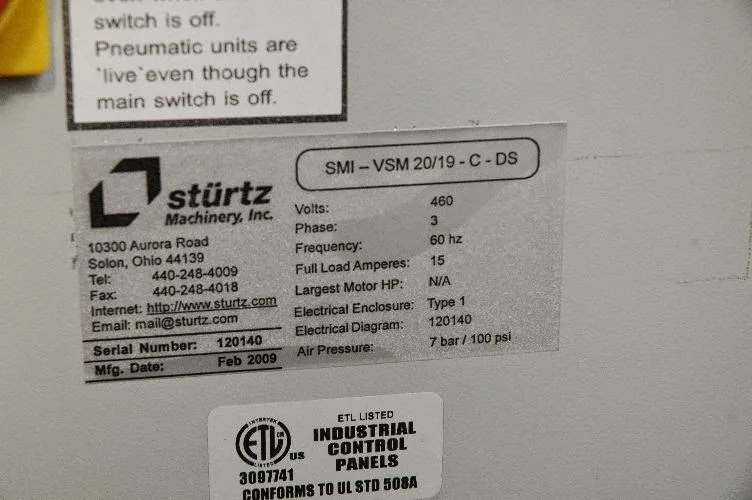 switch is off.
Pneumatic units are
`live`even though the
main switch is off.
stürtz
Machinery, Inc.
10300 Aurora Road
Solon, Ohio 44139
Tel: 440-248-4009
Fax: 440-248-4018
Internet: http://www.sturtz.com
Email: mail@sturtz.com
Serial Number: 120140
Mfg. Date: Feb 2009
SMI – VSM 20/19 - C - DS
Volts: 460
Phase: 3
Frequency: 60 hz
Full Load Amperes: 15
Largest Motor HP: N/A
Electrical Enclosure: Type 1
Electrical Diagram: 120140
Air Pressure: 7 bar / 100 psi
INTERTEK
ETL
CM
LISTED
US
3097741
ETL LISTED
INDUSTRIAL
CONTROL
PANELS
CONFORMS TO UL STD 508A